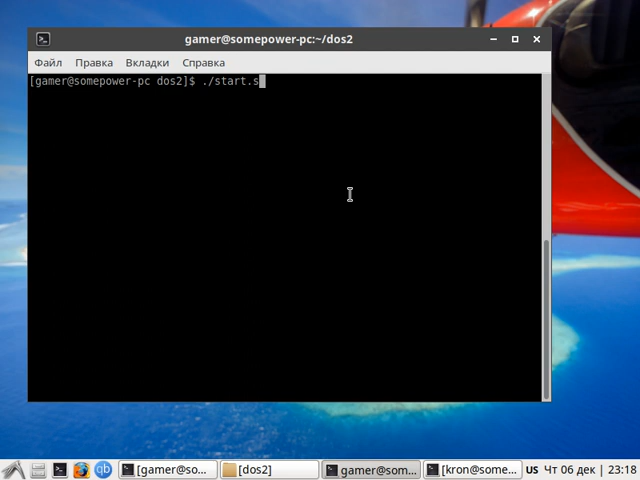 gamer@somepower-pc:~/dos2
Файл Правка Вкладки Справка
[gamer@somepower-pc dos2]$ ./start.s
qb [gamer@so... [dos2] gamer@som... [kron@some... US Чт 06 дек | 23:18